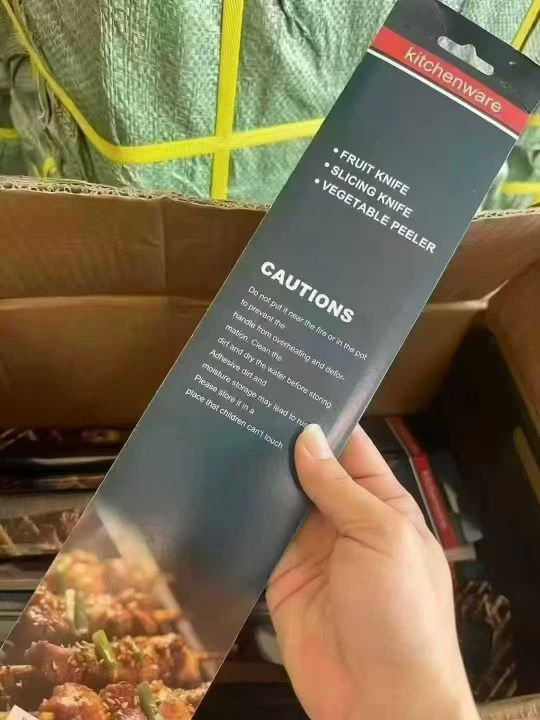 kitchenware
• FRUIT KNIFE
• SLICING KNIFE
• VEGETABLE PEELER
CAUTIONS
Do not put it near the fire or in the pot
to prevent the
handle from overheating and defor-
mation. Clean the
dirt and dry the water before storing.
Adhesive dirt and
moisture storage may lead to
Please store it in a
place that children can't touch